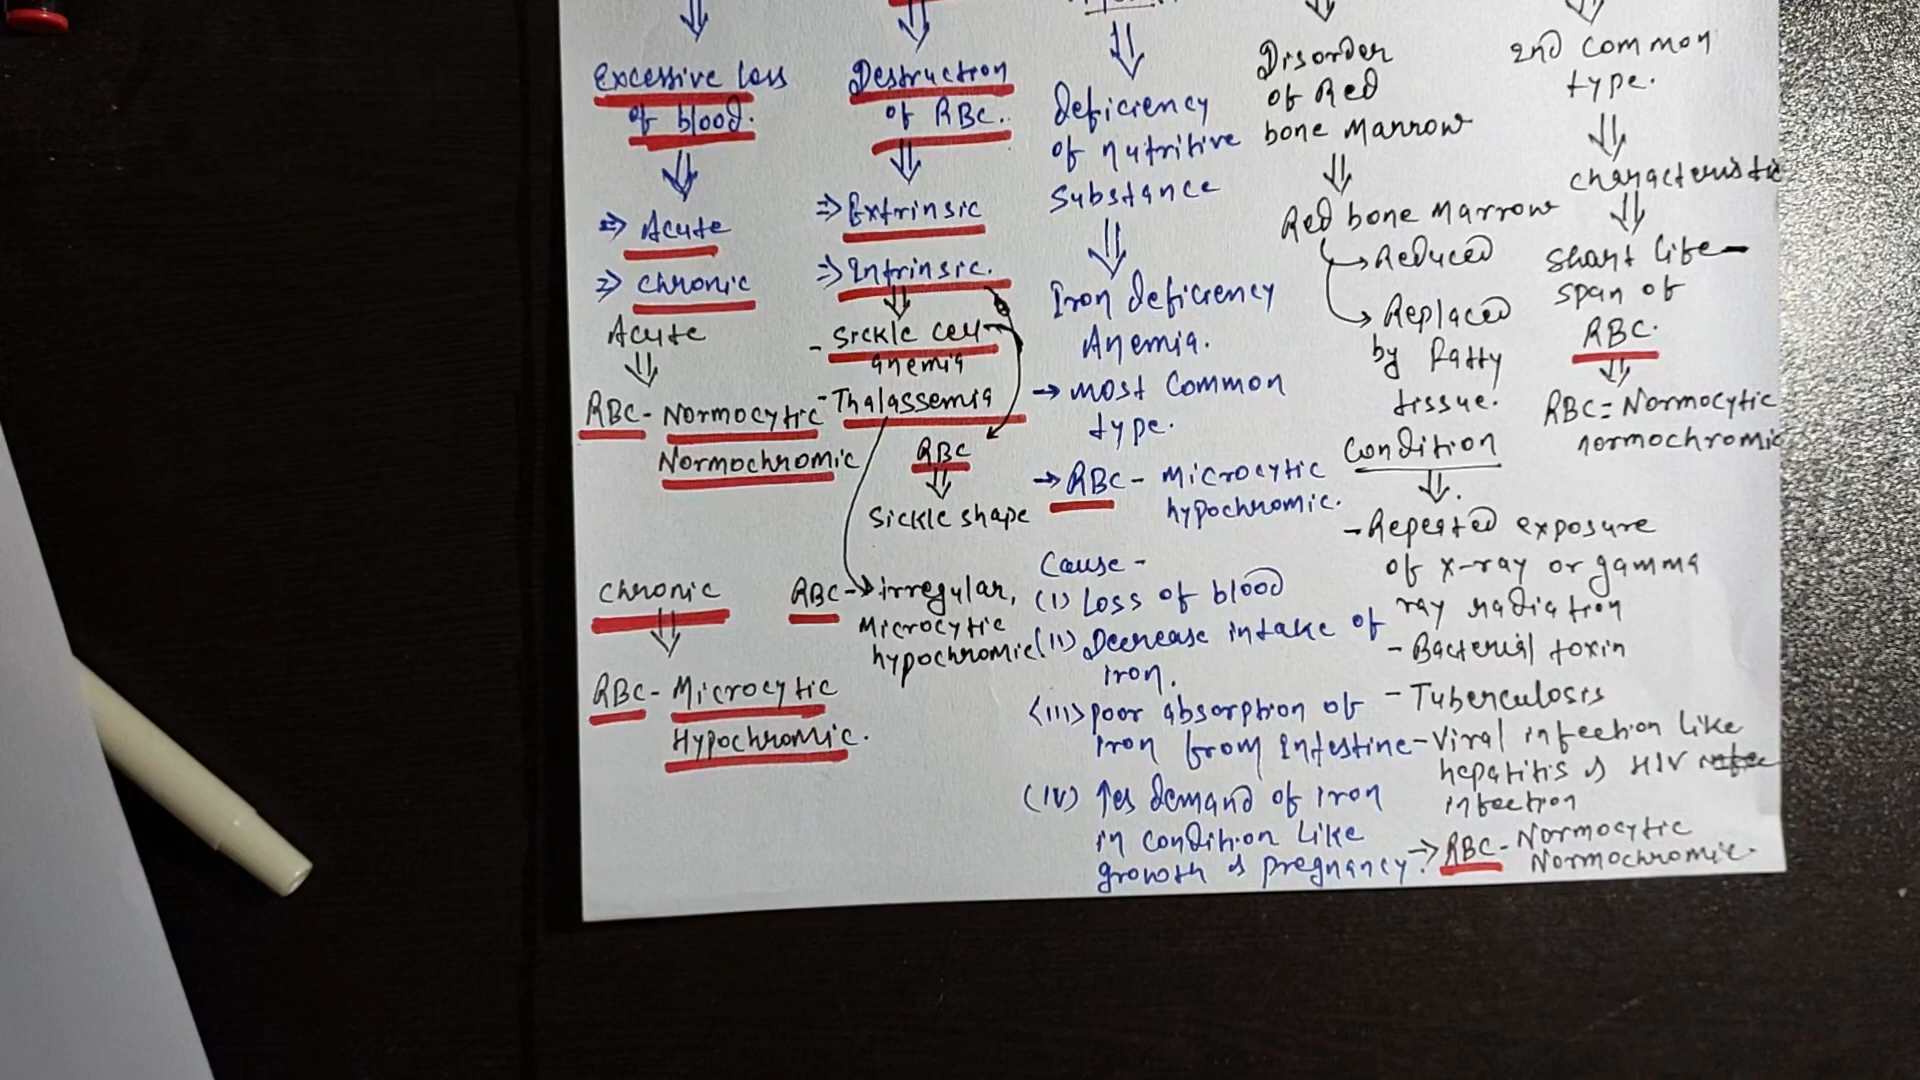 Excessive loss
of blood.
⇒ Acute
⇒ Chronic
Acute
RBC - Normocytic
Normochromic
Chronic
RBC - Microcytic
Hypochromic.
Destruction
of RBC.
⇒ Extrinsic
⇒ Intrinsic.
- Sickle cell
anemia
- Thalassemia
RBC
Sickle shape
RBC → irregular,
Microcytic
hypochromic
deficiency
of nutritive
substance
Iron deficiency
Anemia.
→ most common
type.
→ RBC - Microcytic
hypochromic.
Cause -
(i) Loss of blood
(ii) Decrease intake of
iron.
(iii) poor absorption of
iron from intestine
(iv) ↑es demand of iron
in condition like
growth & pregnancy.
Disorder
of Red
bone Marrow
Red bone Marrow
→ Reduced
→ Replaced
by Fatty
tissue.
Condition
- Repeated exposure
of x-ray or gamma
ray radiation
- Bacterial toxin
- Tuberculosis
- Viral infection like
hepatitis & HIV
infection
→ RBC - Normocytic
Normochromic.
2nd common
type.
characteristic
short life
span of
RBC.
RBC = Normocytic
normochromic